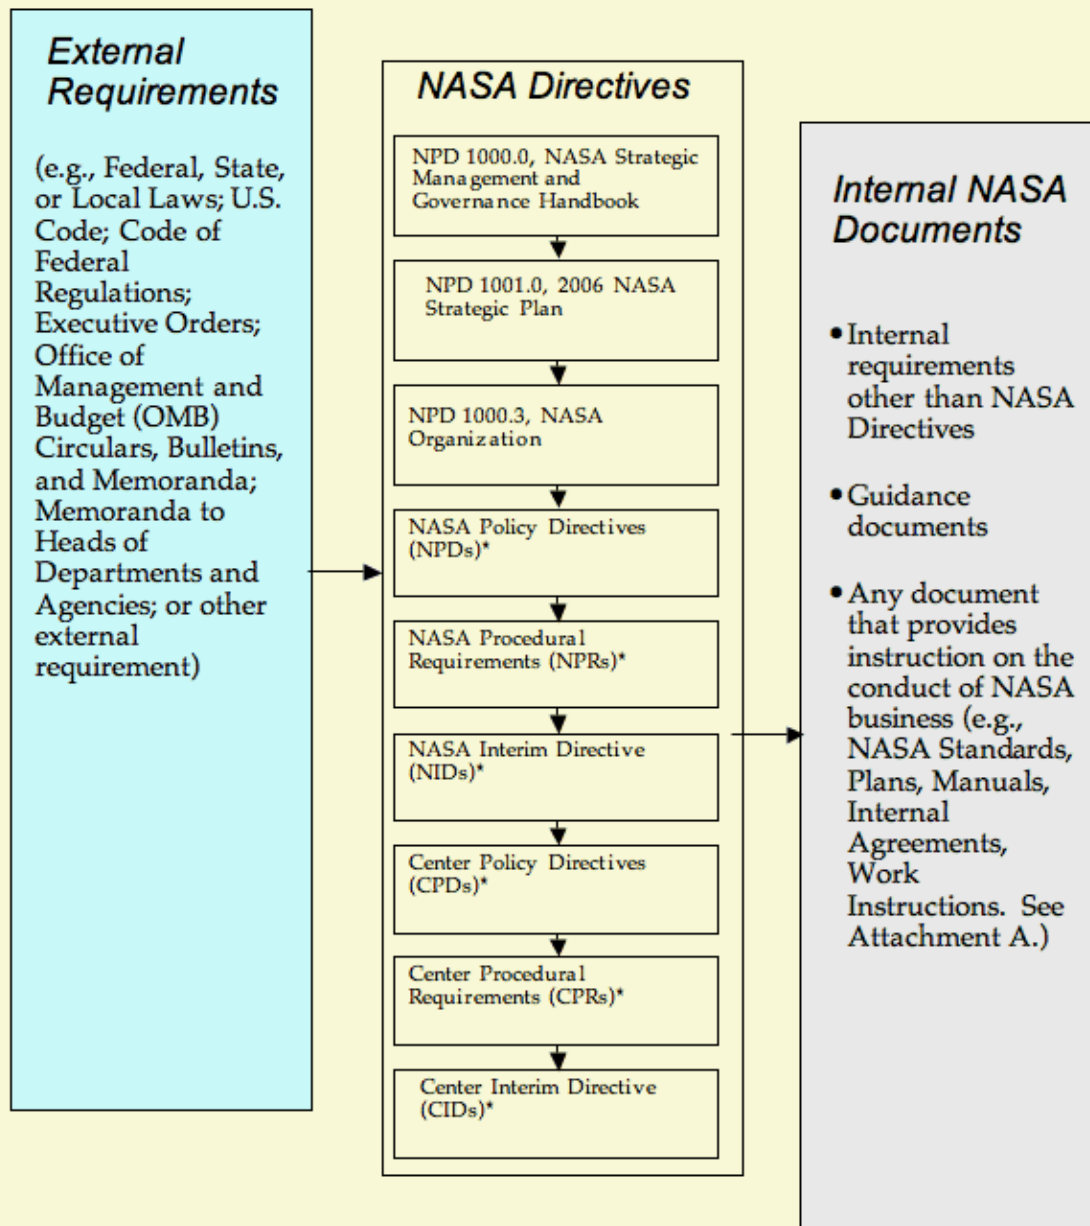 External
Requirements
(e.g., Federal, State,
or Local Laws; U.S.
Code; Code of
Federal
Regulations;
Executive Orders;
Office of
Management and
Budget (OMB)
Circulars, Bulletins,
and Memoranda;
Memoranda to
Heads of
Departments and
Agencies; or other
external
requirement)
NASA Directives
NPD 1000.0, NASA Strategic
Management and
Governance Handbook
NPD 1001.0, 2006 NASA
Strategic Plan
NPD 1000.3, NASA
Organization
NASA Policy Directives
(NPDs)*
NASA Procedural
Requirements (NPRs)*
NASA Interim Directive
(NIDs)*
Center Policy Directives
(CPDs)*
Center Procedural
Requirements (CPRs)*
Center Interim Directive
(CIDs)*
Internal NASA
Documents
• Internal
requirements
other than NASA
Directives
• Guidance
documents
• Any document
that provides
instruction on the
conduct of NASA
business (e.g.,
NASA Standards,
Plans, Manuals,
Internal
Agreements,
Work
Instructions. See
Attachment A.)